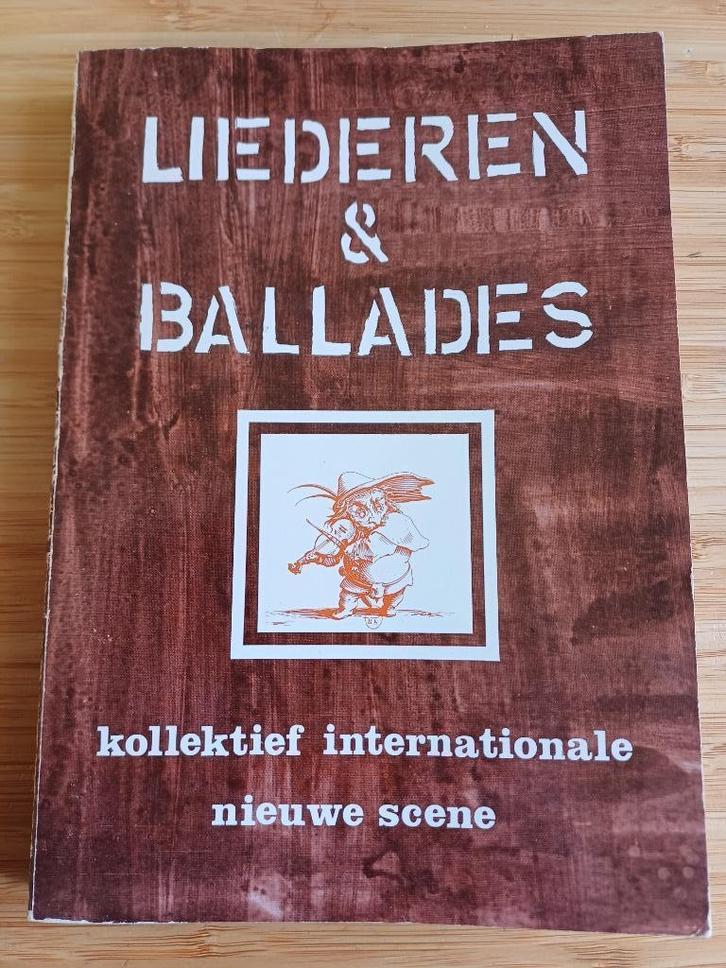 LIEDEREN
&
BALLADES
kollektief internationale
nieuwe scene